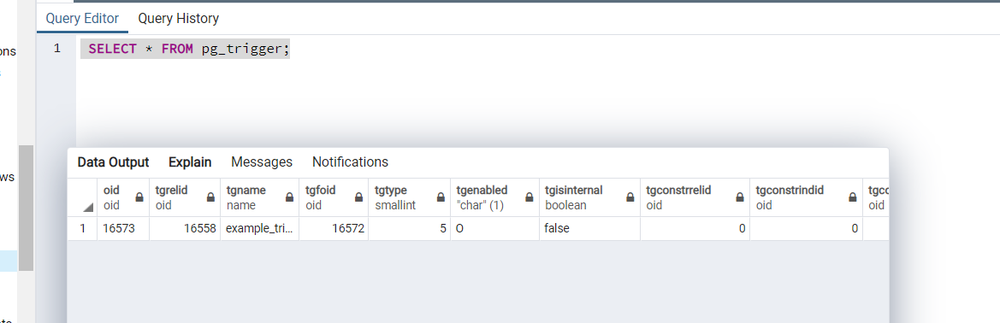 Query Editor Query History
1 SELECT * FROM pg_trigger;
ons
ws
Data Output Explain Messages Notifications
oid tgrelid tgname tgfoid tgtype tgenabled tgisinternal tgconstrrelid tgconstrindid
oid oid name oid smallint "char" (1) boolean oid oid oid
1 16573 16558 example_tri... 16572 5 O false 0 0